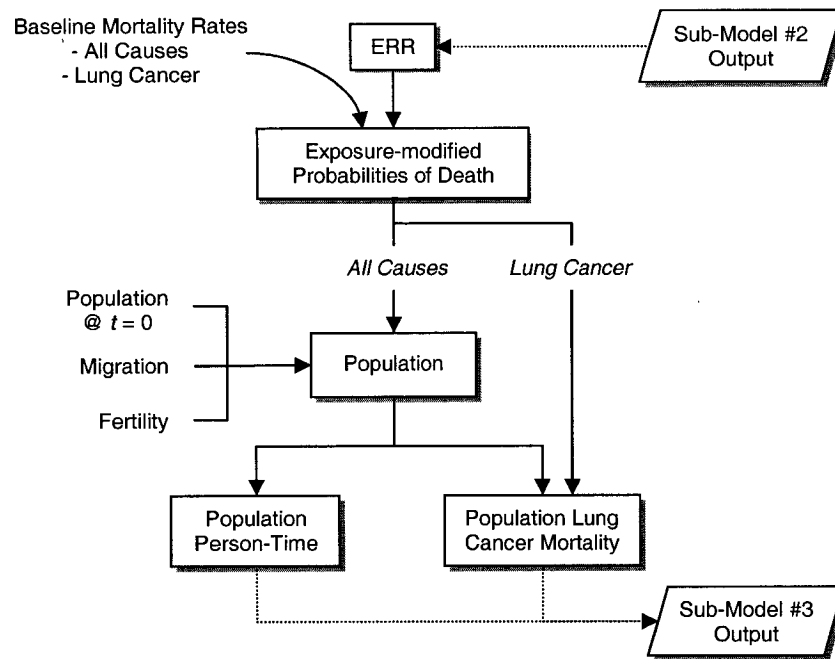 Baseline Mortality Rates
- All Causes
- Lung Cancer
ERR
Sub-Model #2
Output
Exposure-modified
Probabilities of Death
All Causes
Lung Cancer
Population
@ t = 0
Migration
Fertility
Population
Population
Person-Time
Population Lung
Cancer Mortality
Sub-Model #3
Output